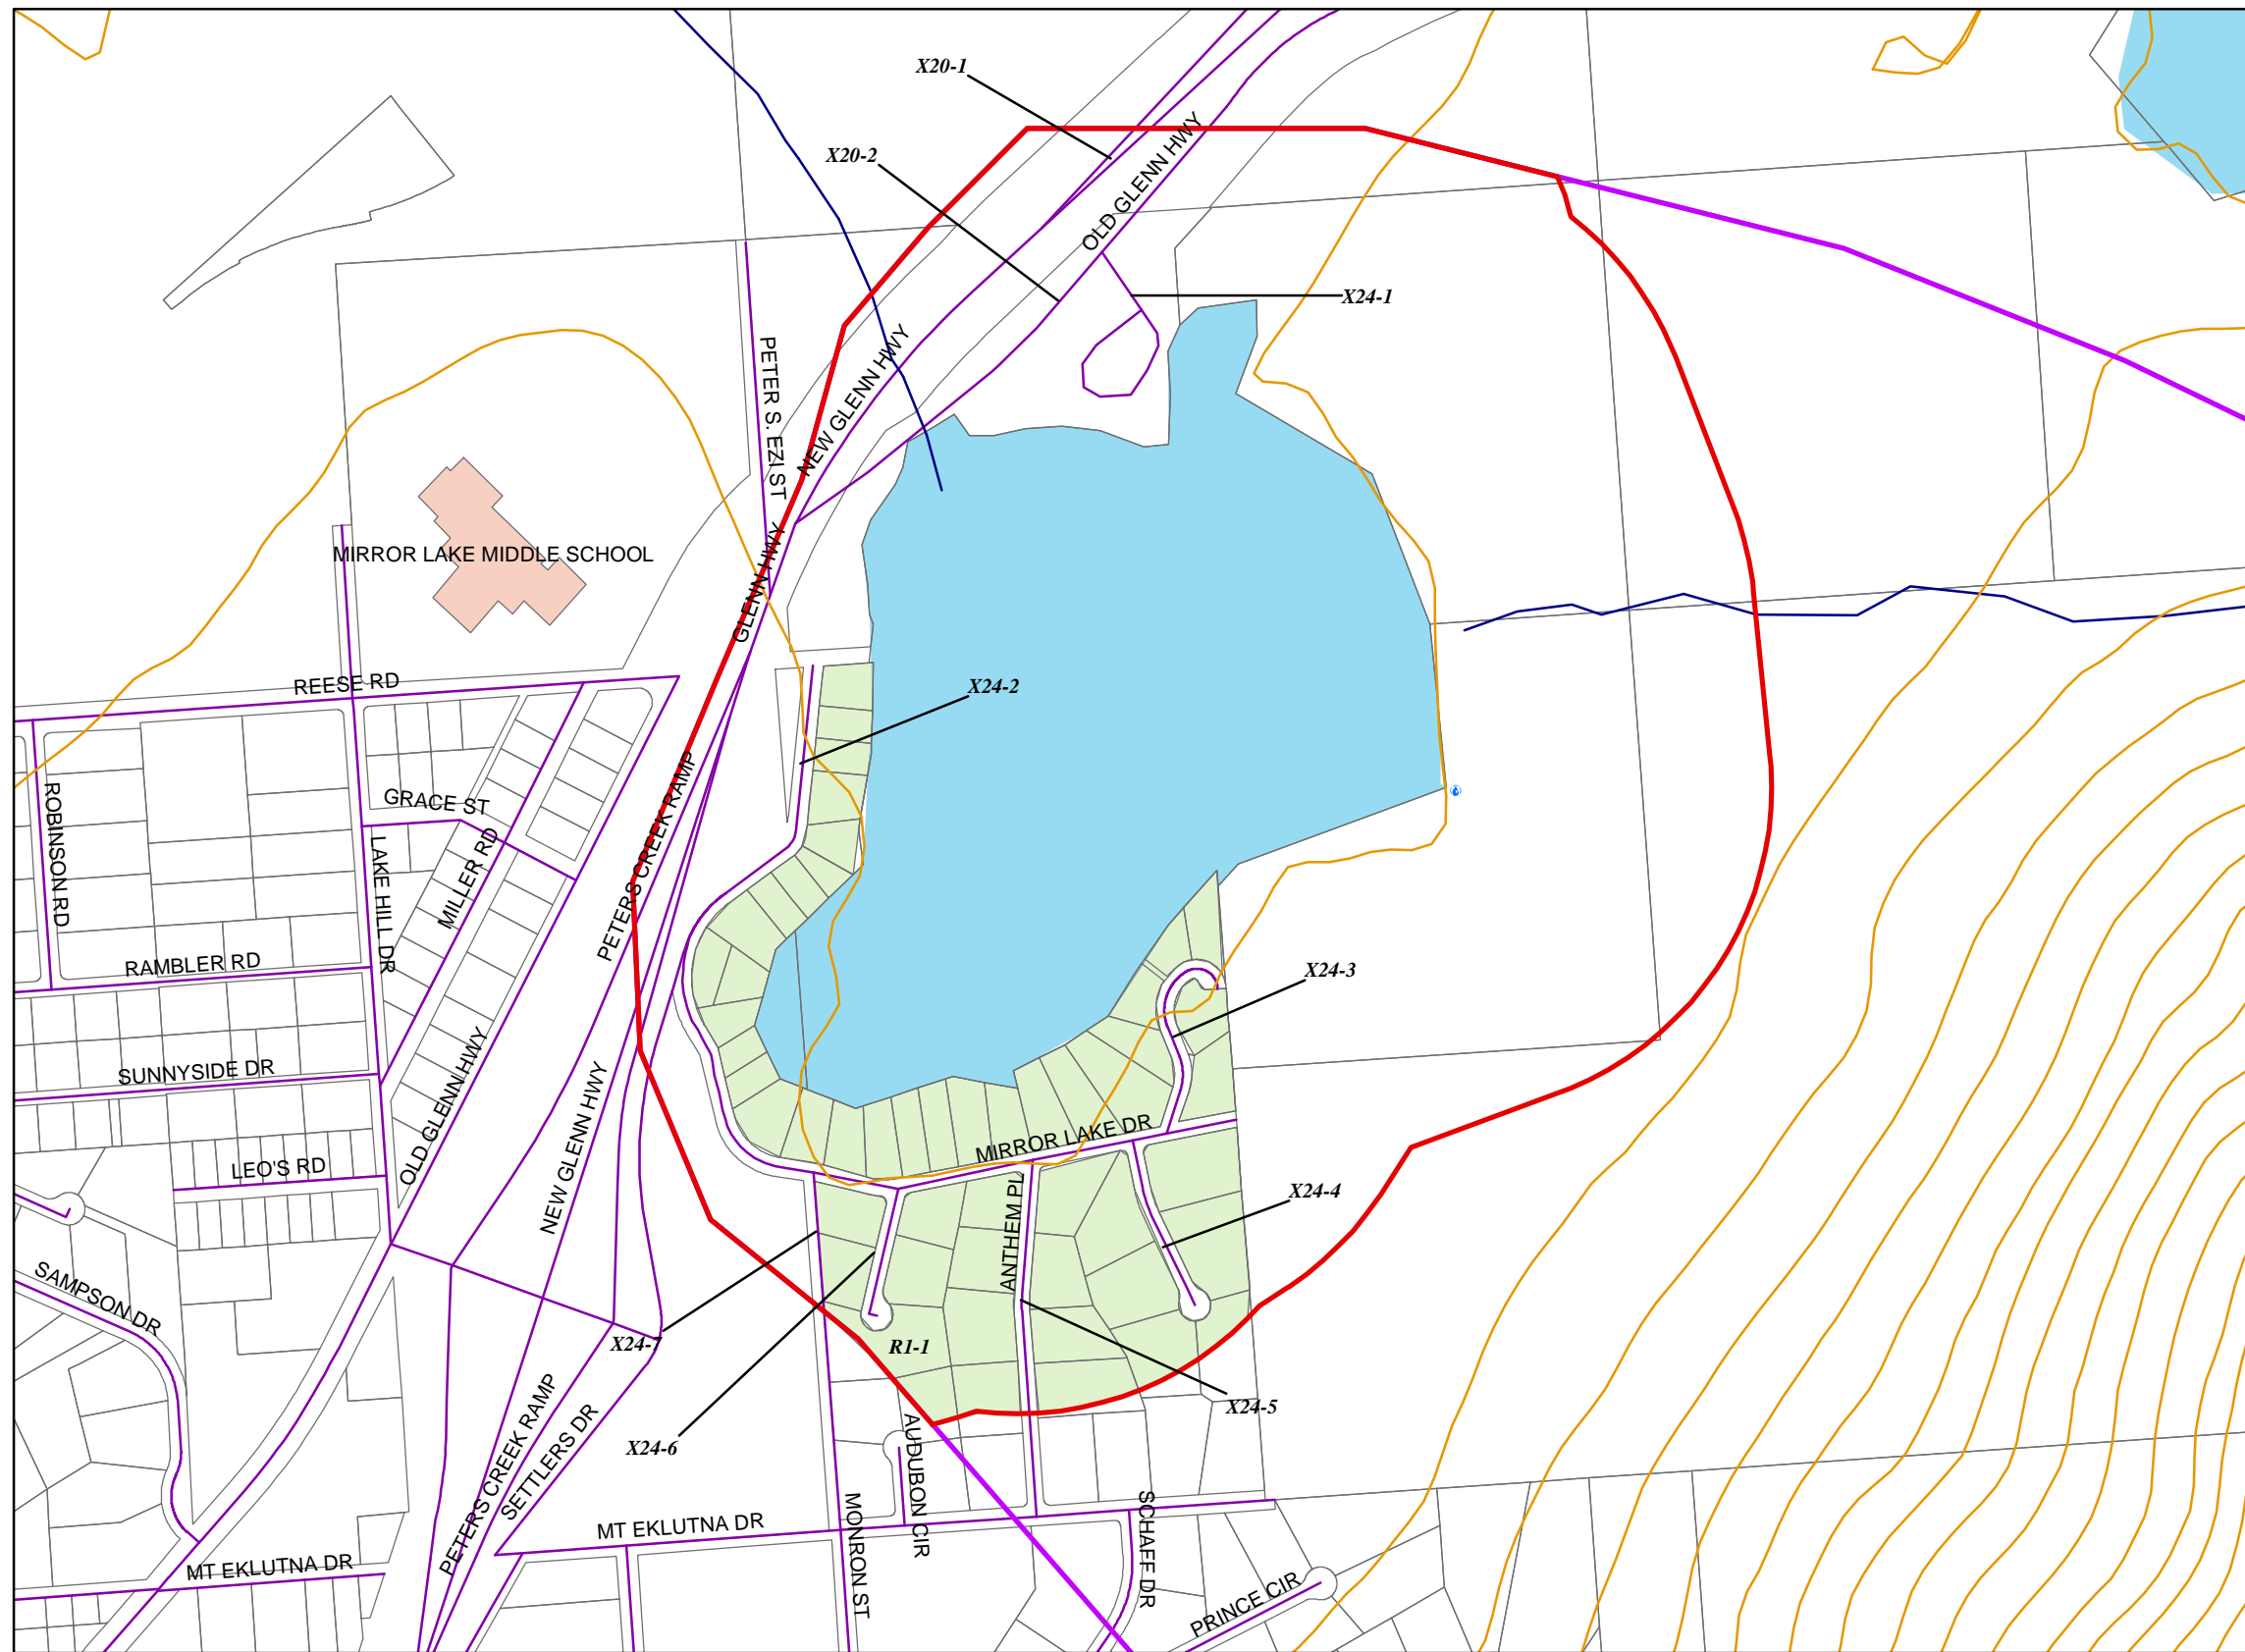 X20-1
X20-2
OLD GLENN HWY
X24-1
NEW GLENN HWY
PETER S. EZI ST
MIRROR LAKE MIDDLE SCHOOL
GLENN HWY
REESE RD
X24-2
PETERS CREEK RAMP
GRACE ST
ROBINSON RD
LAKE HILL DR
MILLER RD
RAMBLER RD
X24-3
SUNNYSIDE DR
OLD GLENN HWY
NEW GLENN HWY
MIRROR LAKE DR
LEO'S RD
ANTHEM PL
X24-4
SAMPSON DR
X24-7
R1-1
X24-5
X24-6
PETERS CREEK RAMP
SETTLERS DR
AUDUBON CIR
MONRON ST
SCHAFF DR
MT EKLUTNA DR
MT EKLUTNA DR
PRINCE CIR